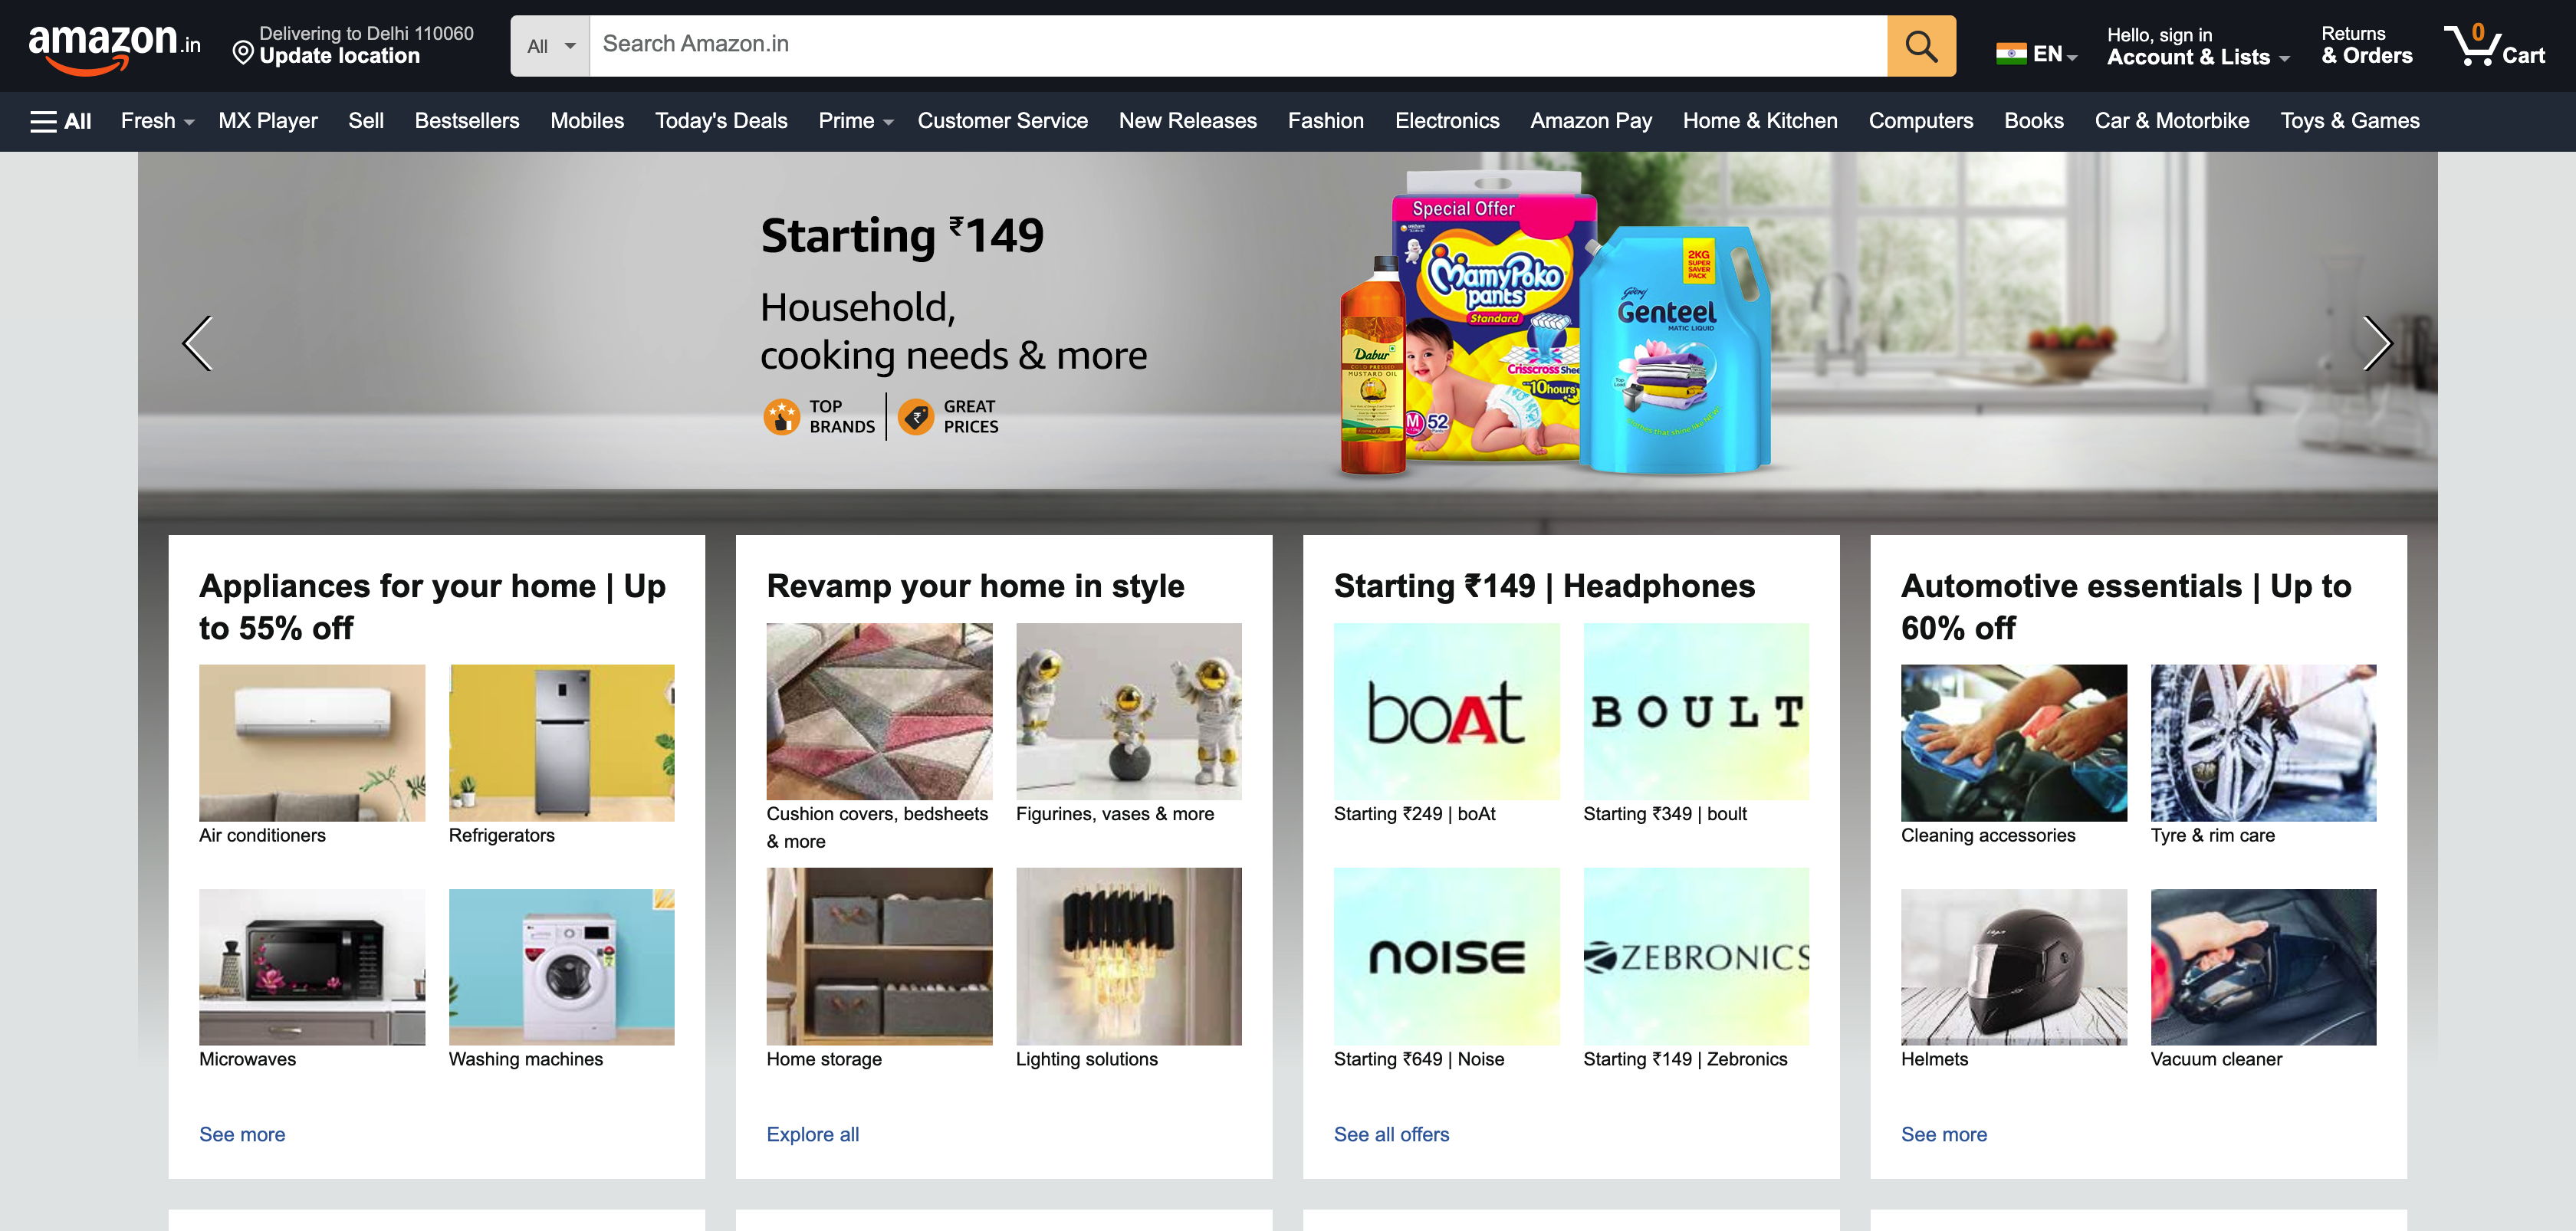 amazon.in
Delivering to Delhi 110060
Update location
All
Search Amazon.in
EN
Hello, sign in
Account & Lists
Returns
& Orders
0
Cart
All
Fresh
MX Player
Sell
Bestsellers
Mobiles
Today's Deals
Prime
Customer Service
New Releases
Fashion
Electronics
Amazon Pay
Home & Kitchen
Computers
Books
Car & Motorbike
Toys & Games
Starting ₹149
Household,
cooking needs & more
TOP
BRANDS
GREAT
PRICES
Special Offer
MamyPoko
pants
Standard
Crisscross
10hours
M 52
Dabur
COLD PRESSED
MUSTARD OIL
2KG
SUPER
SAVER
PACK
Godrej
Genteel
MATIC LIQUID
Appliances for your home | Up
to 55% off
Air conditioners
Refrigerators
Microwaves
Washing machines
See more
Revamp your home in style
Cushion covers, bedsheets
& more
Figurines, vases & more
Home storage
Lighting solutions
Explore all
Starting ₹149 | Headphones
boAt
BOULT
Starting ₹249 | boAt
Starting ₹349 | boult
NOISE
ZEBRONICS
Starting ₹649 | Noise
Starting ₹149 | Zebronics
See all offers
Automotive essentials | Up to
60% off
Cleaning accessories
Tyre & rim care
Helmets
Vacuum cleaner
See more